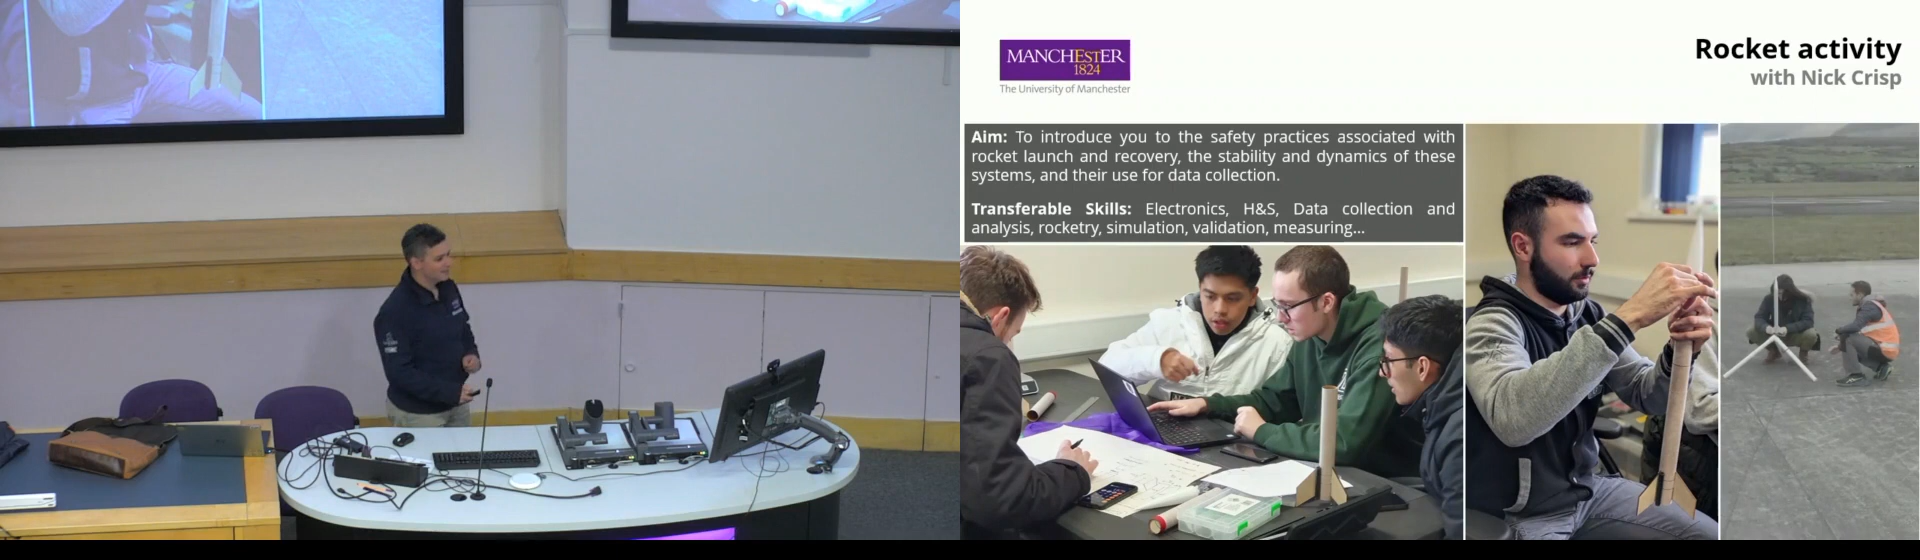 MANCHESTER
1824
The University of Manchester
Rocket activity
with Nick Crisp
Aim: To introduce you to the safety practices associated with
rocket launch and recovery, the stability and dynamics of these
systems, and their use for data collection.
Transferable Skills: Electronics, H&S, Data collection and
analysis, rocketry, simulation, validation, measuring...